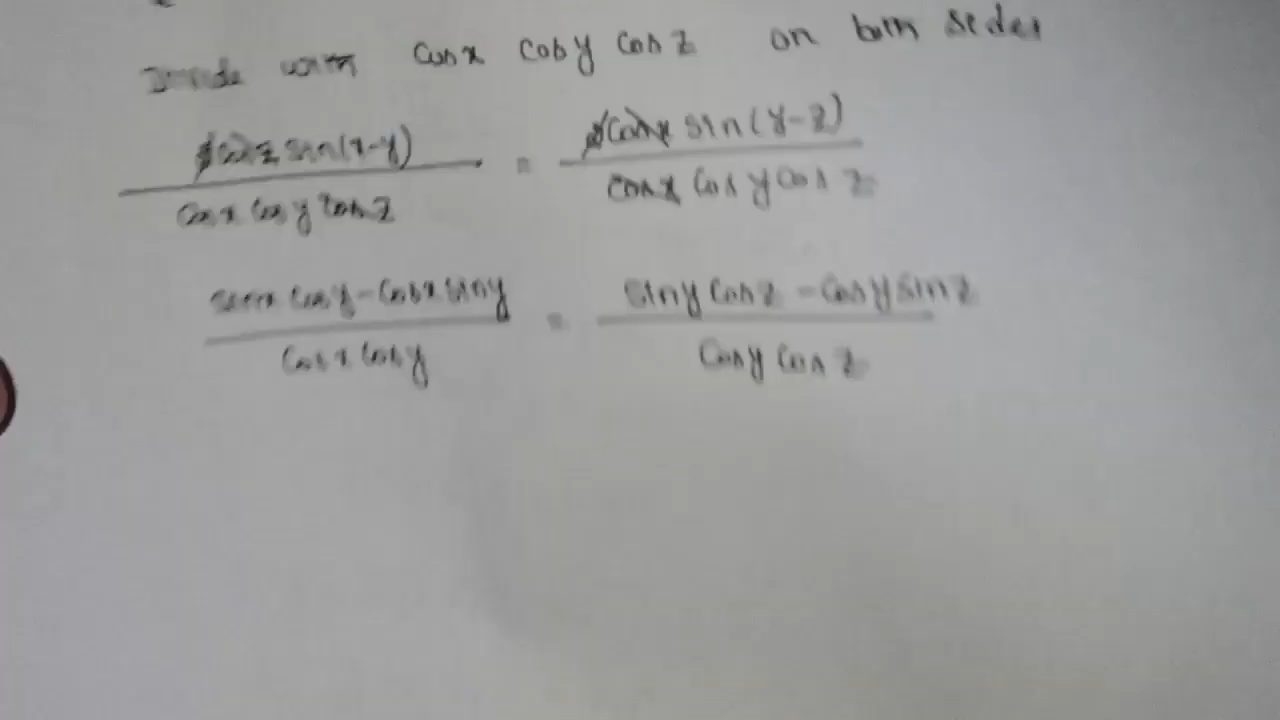 Divide with cos x cos y cos z on both sides
cos z sin(x-y) / cos x cos y cos z = cos x sin(y-z) / cos x cos y cos z
sin x cos y - cos x sin y / cos x cos y = sin y cos z - cos y sin z / cos y cos z